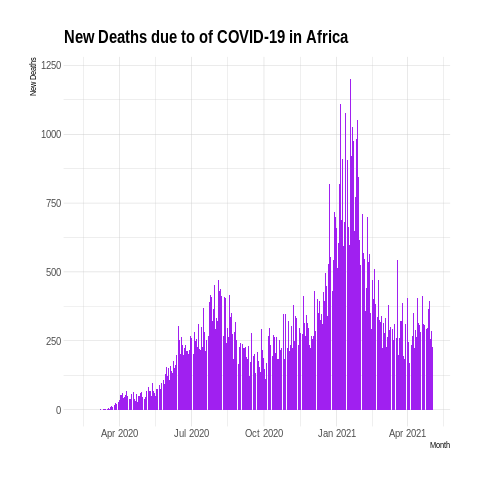 New Deaths due to of COVID-19 in Africa
New Deaths
1250
1000
750
500
250
0
Apr 2020 Jul 2020 Oct 2020 Jan 2021 Apr 2021
Month